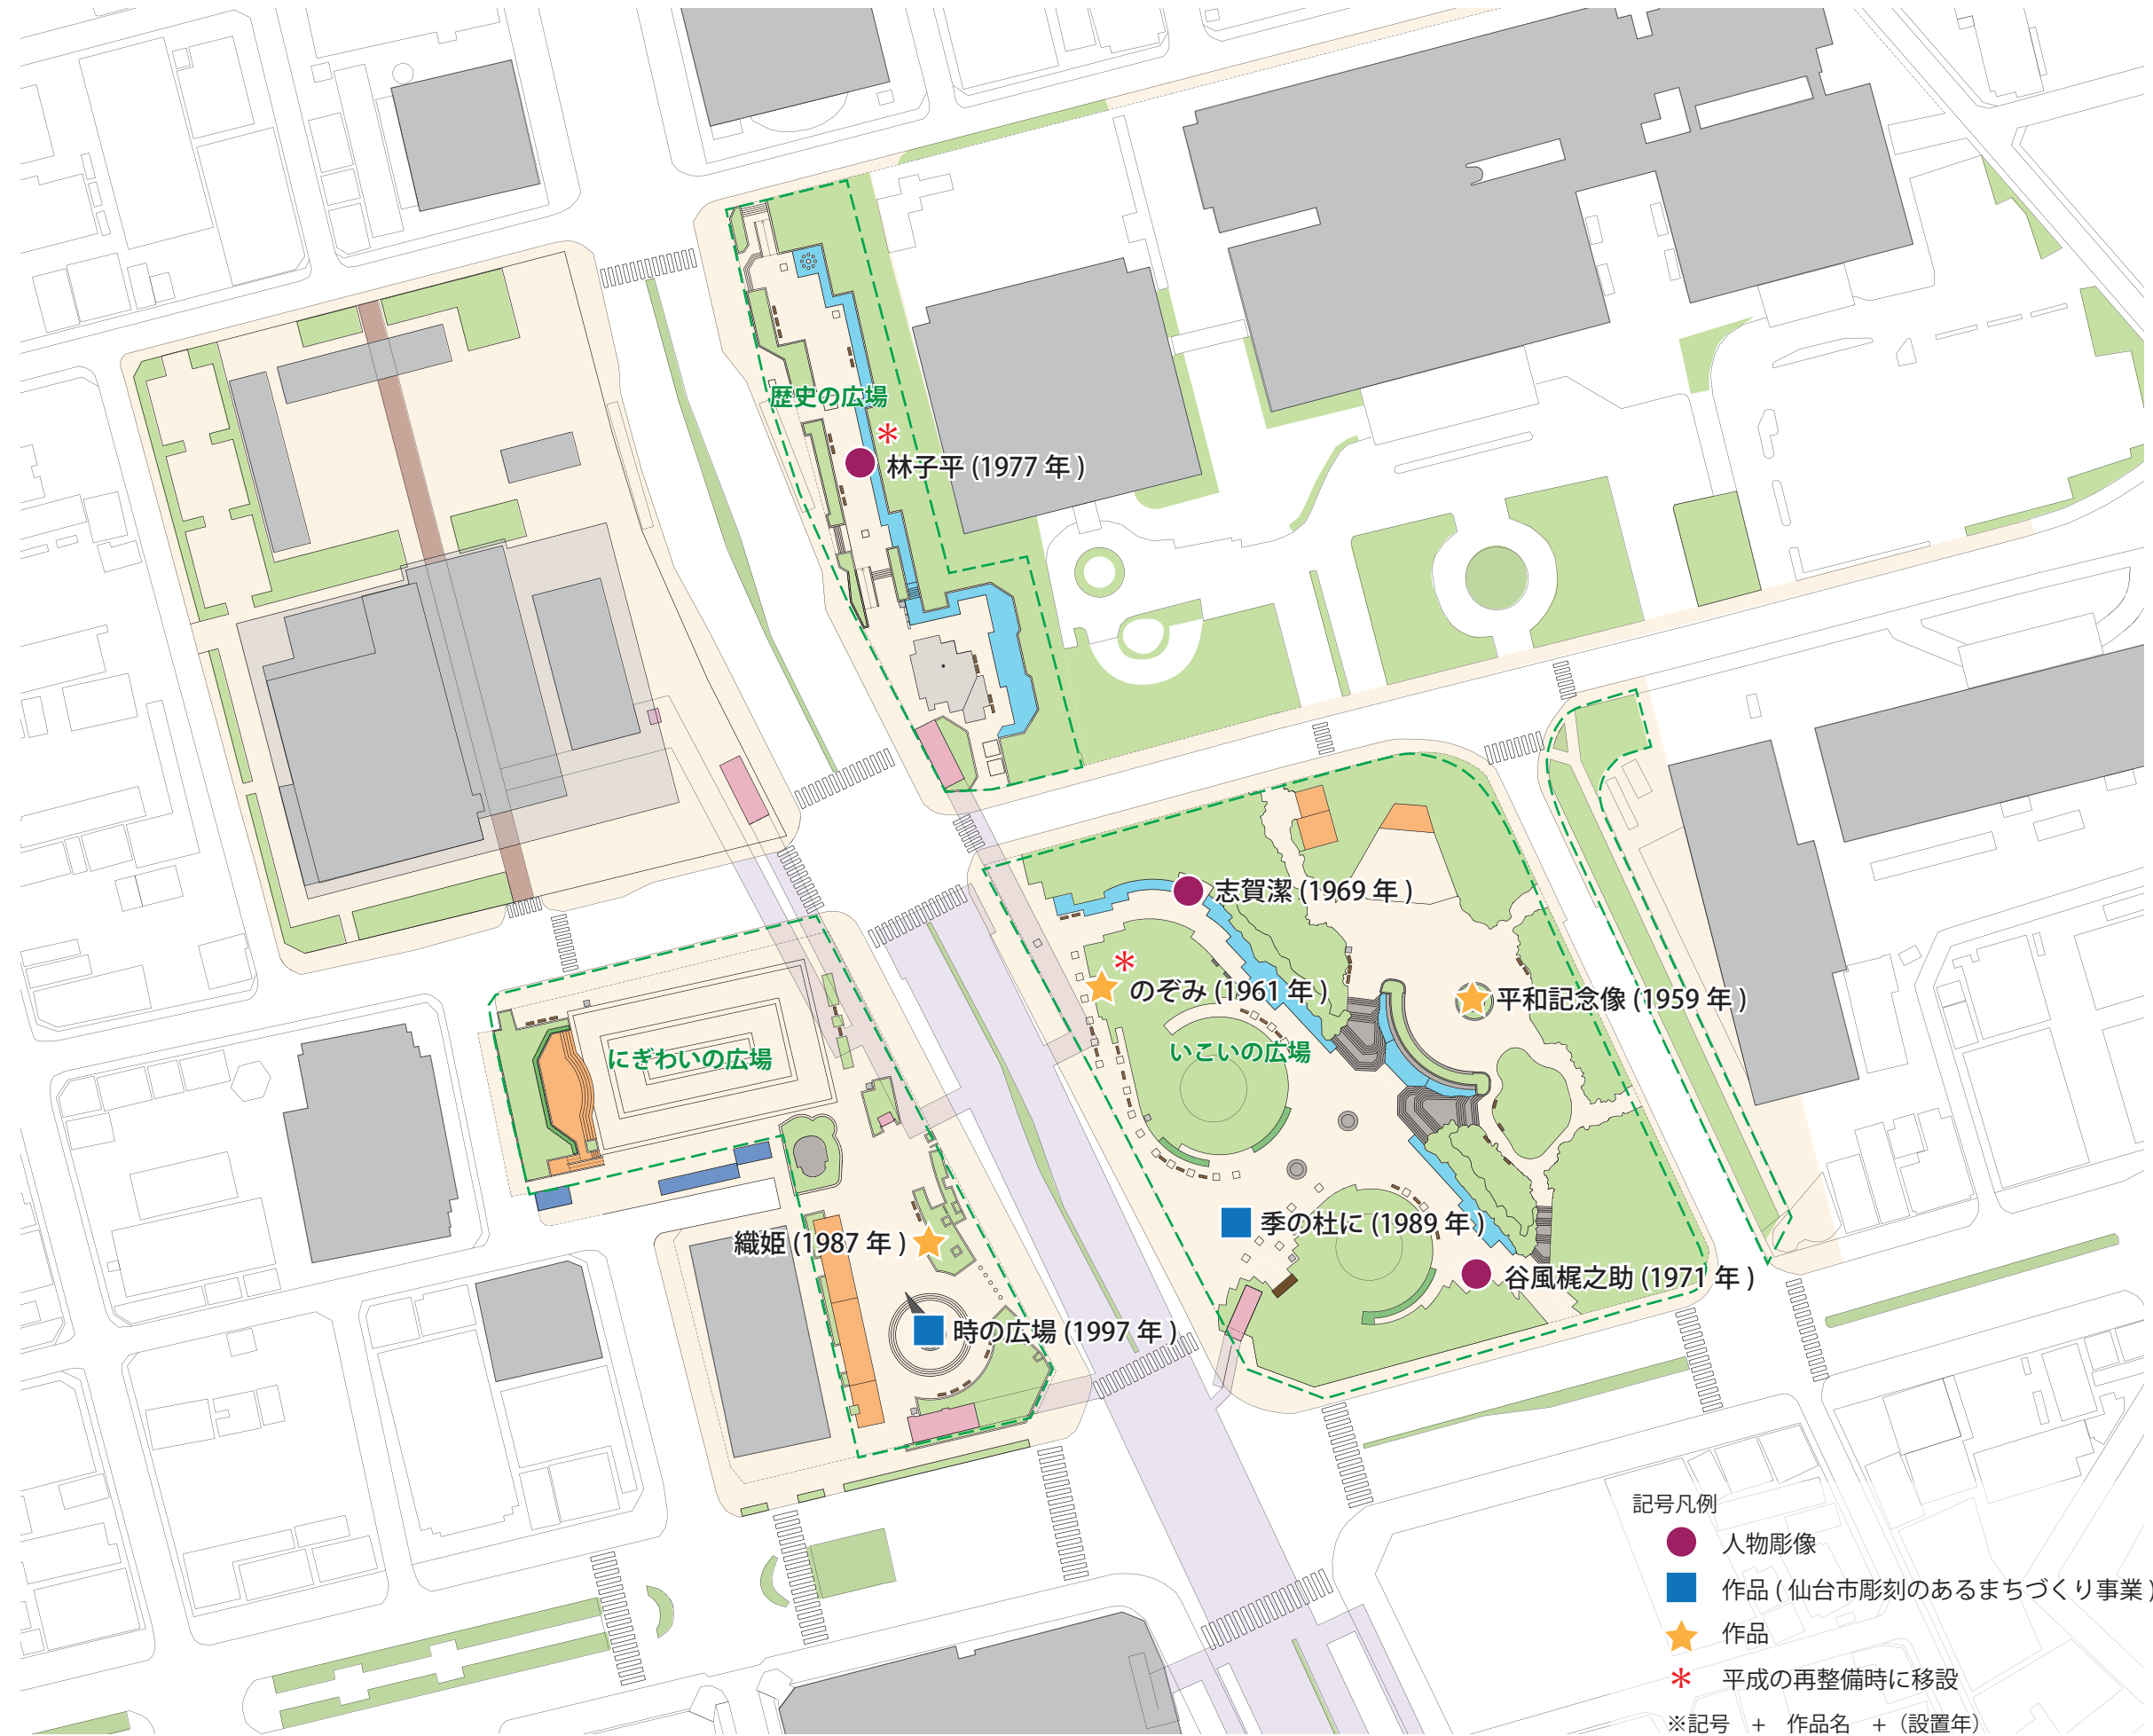 歴史の広場
*
林子平 (1977 年 )
志賀潔 (1969 年 )
*
のぞみ (1961 年 )
平和記念像 (1959 年 )
にぎわいの広場
いこいの広場
季の杜に (1989 年 )
織姫 (1987 年 )
谷風梶之助 (1971 年 )
時の広場 (1997 年 )
記号凡例
人物彫像
作品 ( 仙台市彫刻のあるまちづくり事業 )
作品
* 平成の再整備時に移設
※記号 + 作品名 +（設置年）